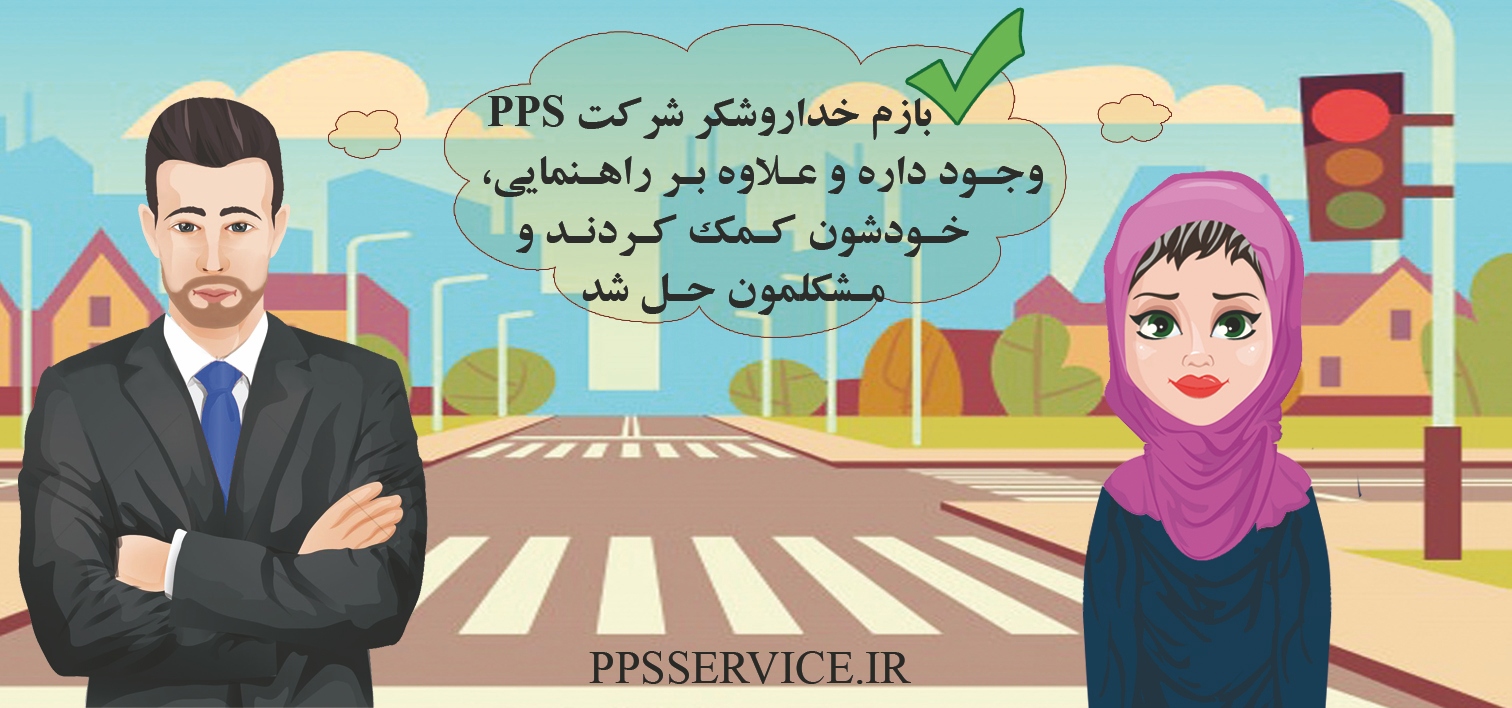 بازم خداروشکر شرکت PPS
وجود داره و علاوه بر راهنمایی،
خودشون کمک کردند و
مشکلمون حل شد
PPSSERVICE.IR